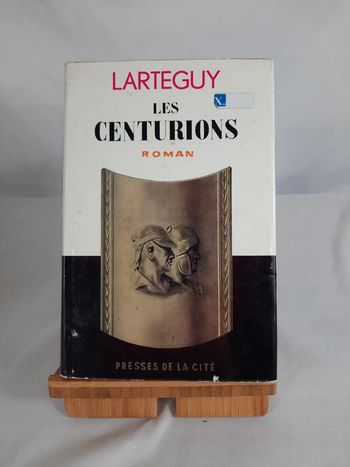 LARTEGUY
LES
X.
CENTURIONS
ROMAN
PRESSES DE LA CITÉ